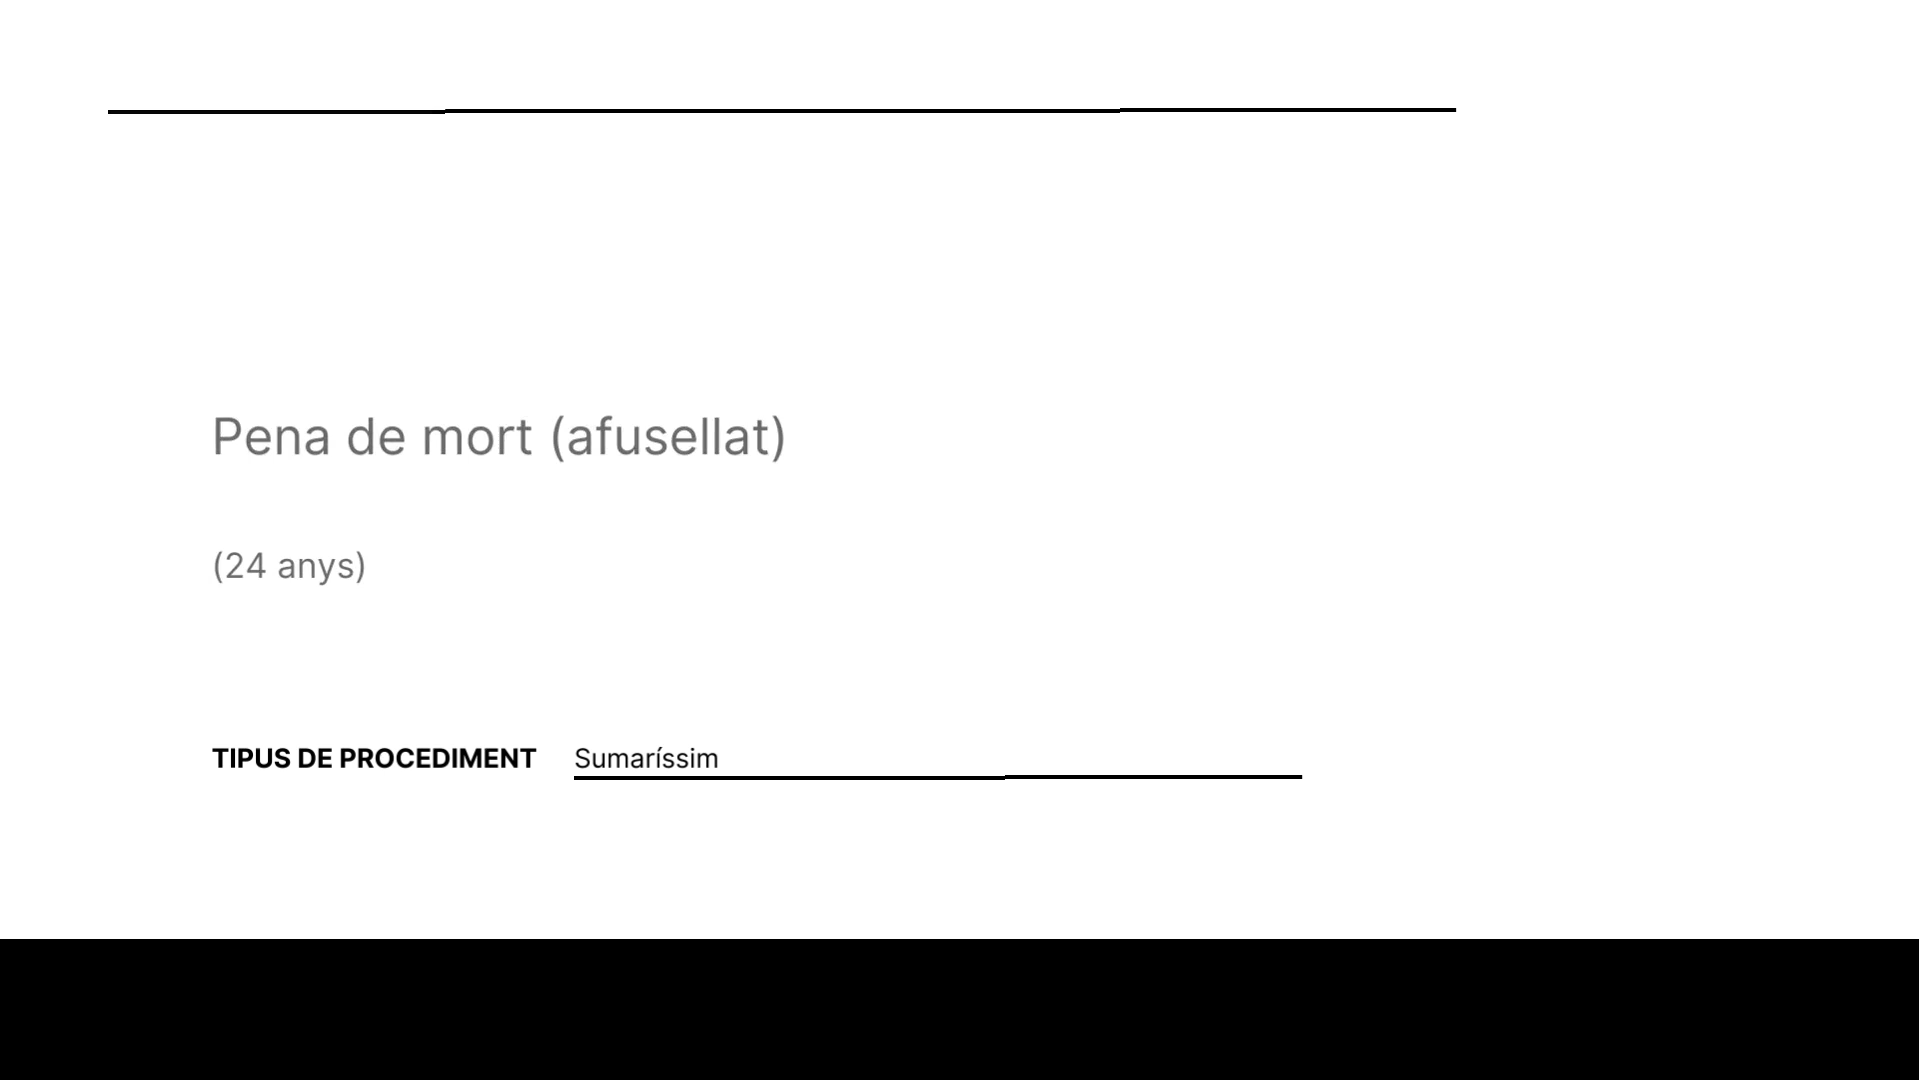 Pena de mort (afusellat)
(24 anys)
TIPUS DE PROCEDIMENT Sumaríssim